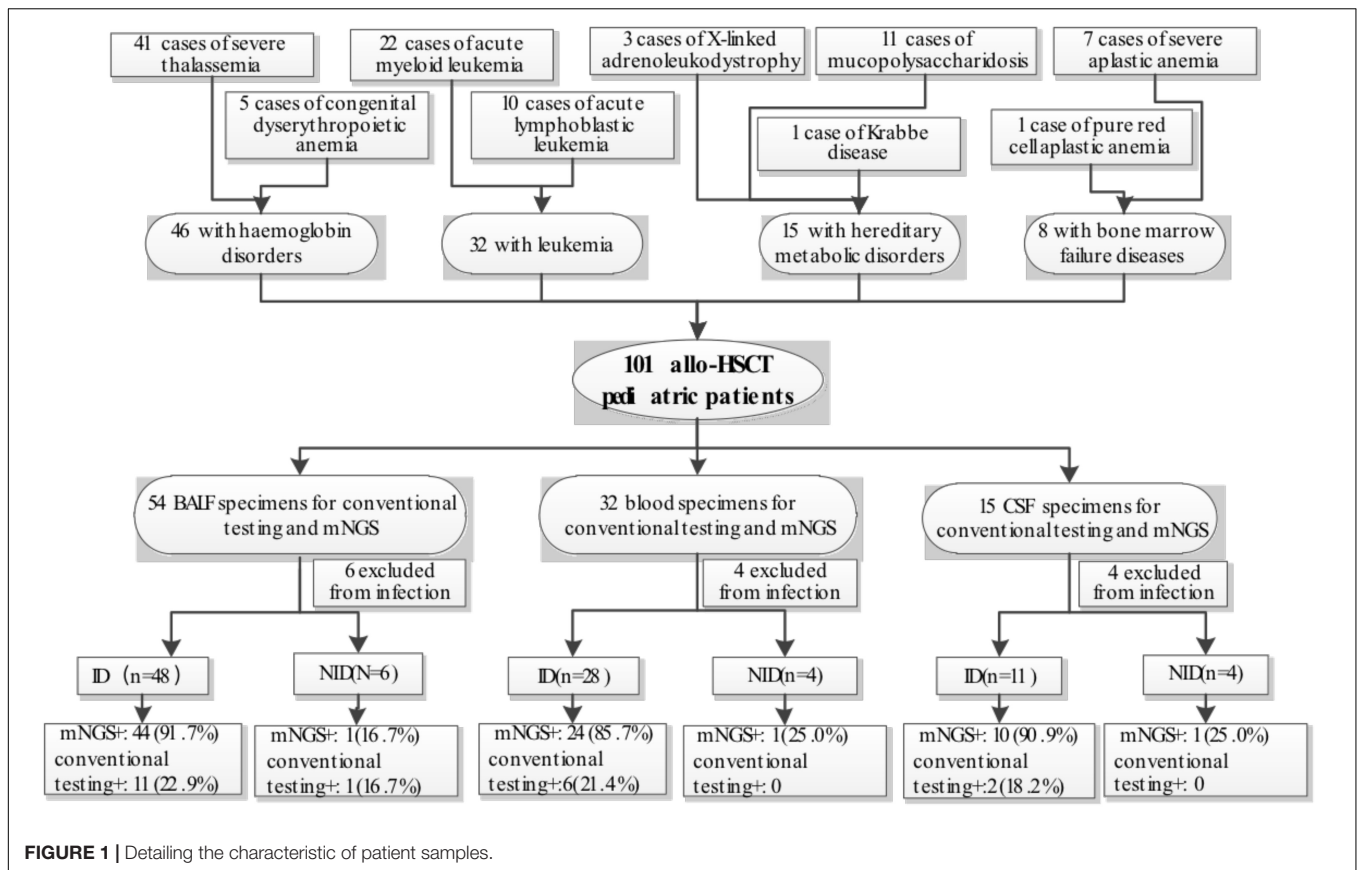 41 cases of severe
thalassemia
22 cases of acute
myeloid leukemia
3 cases of X-linked
adrenoleukodystrophy
11 cases of
mucopolysaccharidosis
7 cases of severe
aplastic anemia
5 cases of congenital
dyserythropoietic
anemia
10 cases of acute
lymphoblastic
leukemia
1 case of Krabbe
disease
1 case of pure red
cell aplastic anemia
46 with haemoglobin
disorders
32 with leukemia
15 with hereditary
metabolic disorders
8 with bone marrow
failure diseases
101 allo-HSCT
pediatric patients
54 BALF specimens for conventional
testing and mNGS
32 blood specimens for
conventional testing and mNGS
15 CSF specimens for
conventional testing and mNGS
6 excluded
from infection
4 excluded
from infection
4 excluded
from infection
ID (n=48)
NID(N=6)
ID(n=28)
NID(n=4)
ID(n=11)
NID(n=4)
mNGS+: 44 (91.7%)
conventional
testing+: 11 (22.9%)
mNGS+: 1(16.7%)
conventional
testing+: 1(16.7%)
mNGS+: 24 (85.7%)
conventional
testing+:6(21.4%)
mNGS+: 1(25.0%)
conventional
testing+: 0
mNGS+: 10 (90.9%)
conventional
testing+:2(18.2%)
mNGS+: 1 (25.0%)
conventional
testing+: 0
FIGURE 1 | Detailing the characteristic of patient samples.